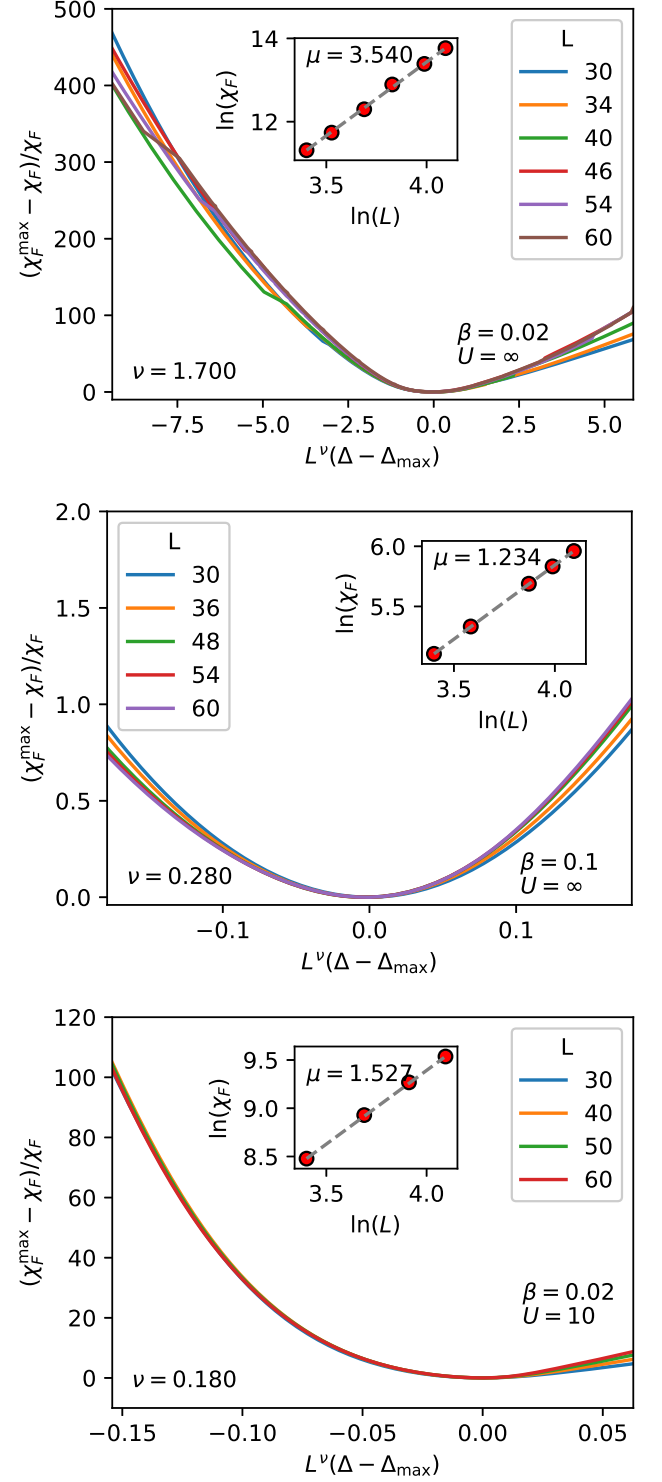 500
400
300
200
100
0
(χ_F^max − χ_F)/χ_F
−7.5 −5.0 −2.5 0.0 2.5 5.0
L^ν(Δ − Δ_max)
ν = 1.700
β = 0.02
U = ∞
μ = 3.540
14
12
ln(χ_F)
3.5 4.0
ln(L)
L
30
34
40
46
54
60
2.0
1.5
1.0
0.5
0.0
(χ_F^max − χ_F)/χ_F
−0.1 0.0 0.1
L^ν(Δ − Δ_max)
L
30
36
48
54
60
ν = 0.280
β = 0.1
U = ∞
μ = 1.234
6.0
5.5
ln(χ_F)
3.5 4.0
ln(L)
120
100
80
60
40
20
0
(χ_F^max − χ_F)/χ_F
−0.15 −0.10 −0.05 0.00 0.05
L^ν(Δ − Δ_max)
ν = 0.180
β = 0.02
U = 10
μ = 1.527
9.5
9.0
8.5
ln(χ_F)
3.5 4.0
ln(L)
L
30
40
50
60